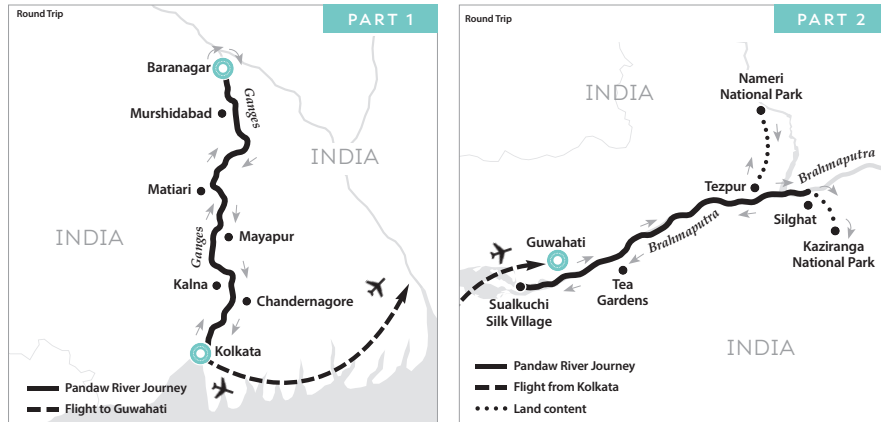 Round Trip
PART 1
Baranagar
Ganges
Murshidabad
INDIA
Matiari
INDIA
Ganges
Mayapur
Kalna
Chandernagore
Kolkata
Pandaw River Journey
Flight to Guwahati
Round Trip
PART 2
Nameri
National Park
INDIA
Brahmaputra
Tezpur
Silghat
Guwahati
Brahmaputra
Kaziranga
National Park
Tea
Gardens
Sualkuchi
Silk Village
INDIA
Pandaw River Journey
Flight from Kolkata
Land content